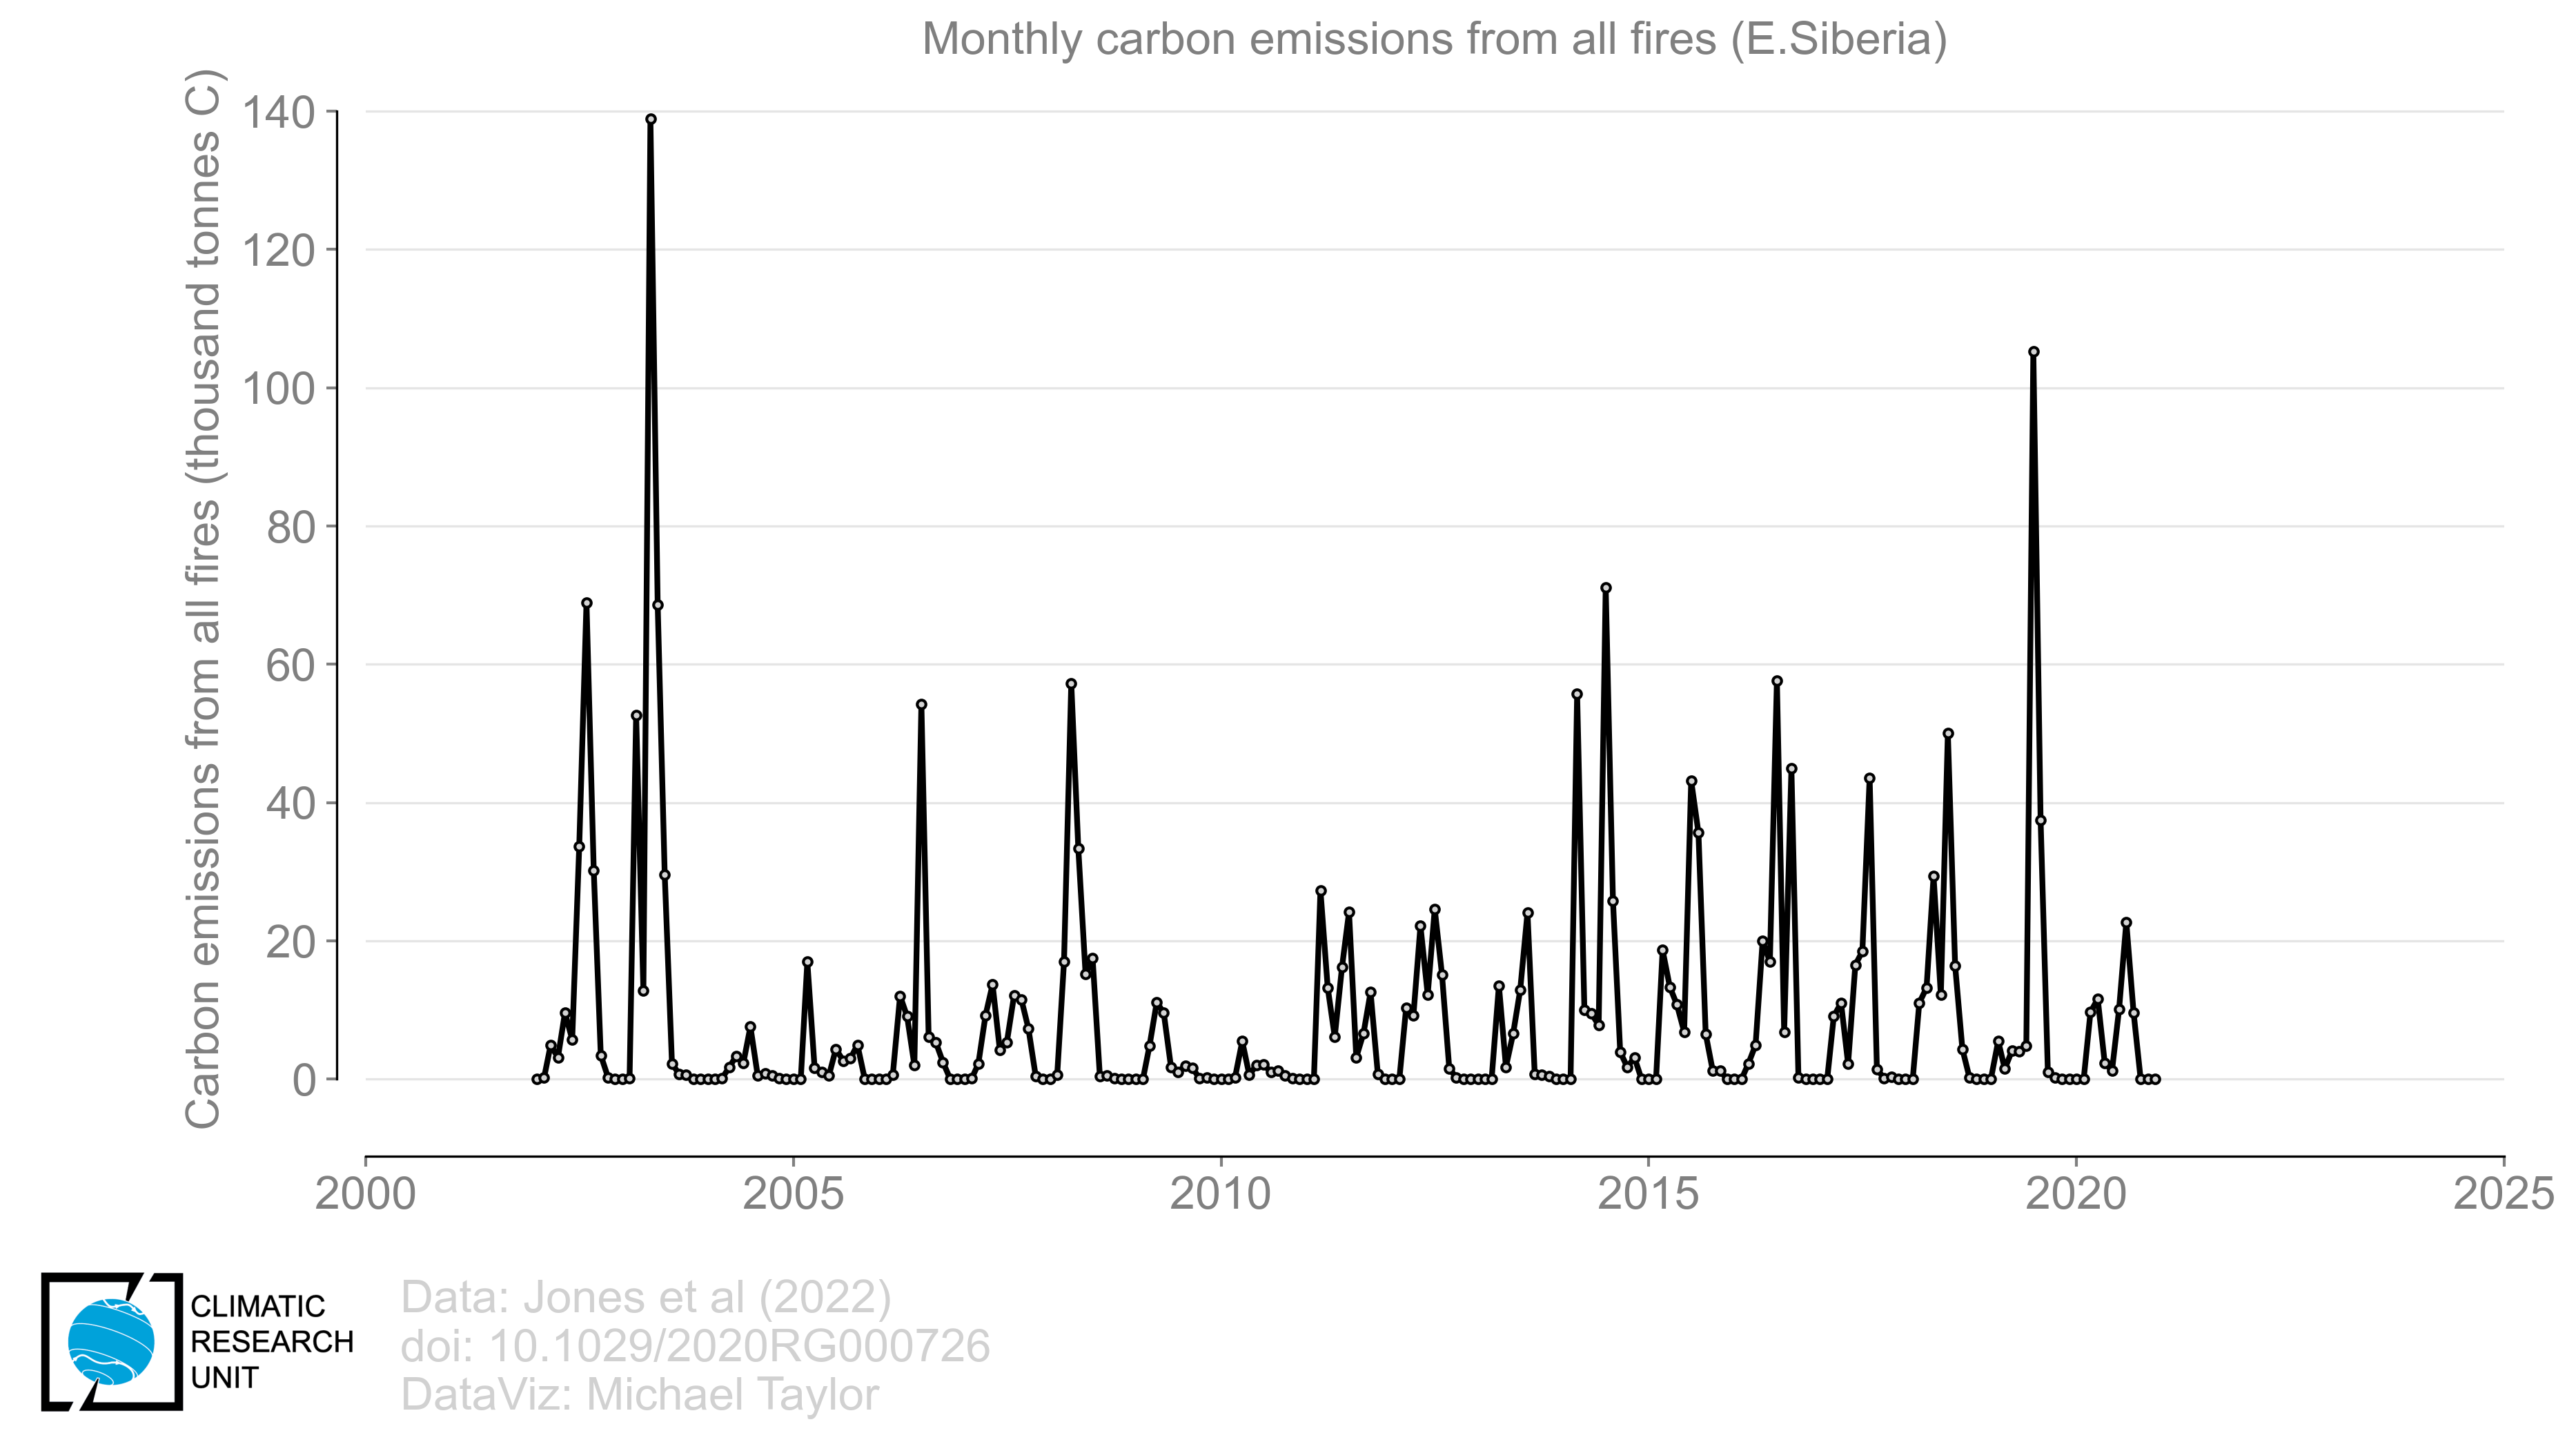 Monthly carbon emissions from all fires (E.Siberia)
Carbon emissions from all fires (thousand tonnes C)
140
120
100
80
60
40
20
0
2000
2005
2010
2015
2020
2025
CLIMATIC
RESEARCH
UNIT
Data: Jones et al (2022)
doi: 10.1029/2020RG000726
DataViz: Michael Taylor